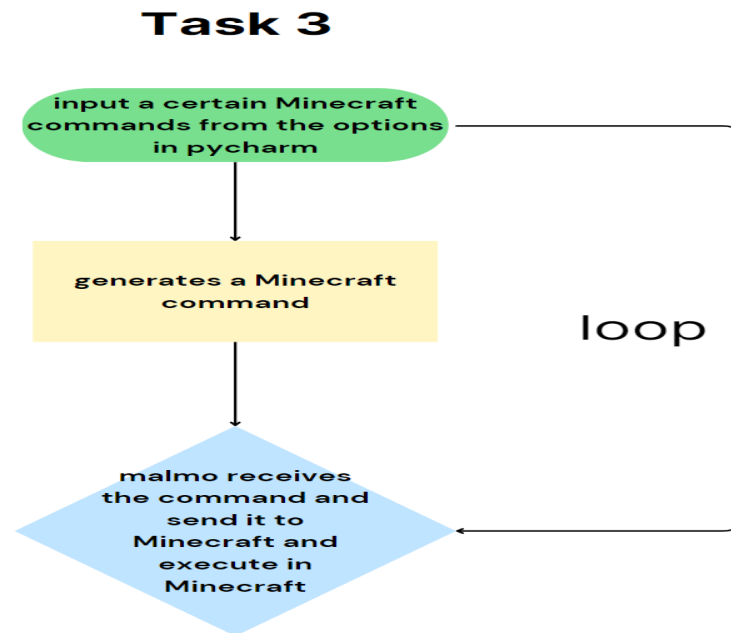 Task 3
input a certain Minecraft
commands from the options
in pycharm
generates a Minecraft
command
loop
malmo receives
the command and
send it to
Minecraft and
execute in
Minecraft